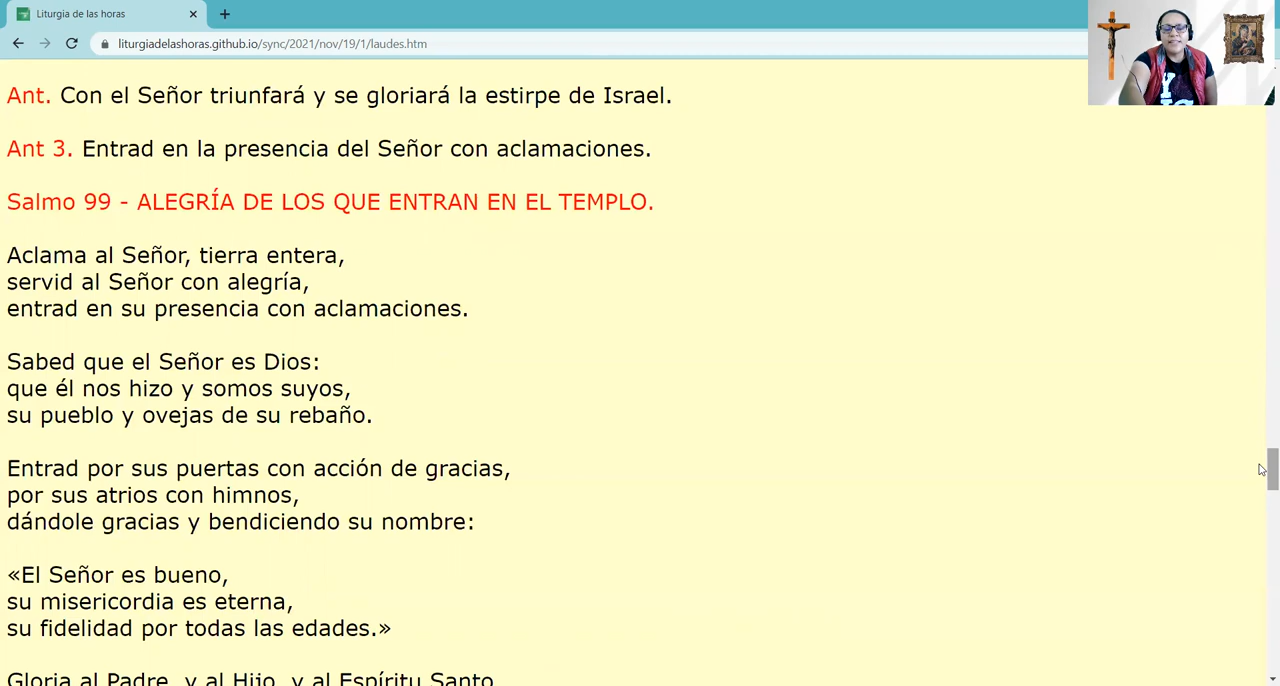 Liturgia de las horas
liturgiadelashoras.github.io/sync/2021/nov/19/1/laudes.htm
Ant. Con el Señor triunfará y se gloriará la estirpe de Israel.
Ant 3. Entrad en la presencia del Señor con aclamaciones.
Salmo 99 - ALEGRÍA DE LOS QUE ENTRAN EN EL TEMPLO.
Aclama al Señor, tierra entera,
servid al Señor con alegría,
entrad en su presencia con aclamaciones.
Sabed que el Señor es Dios:
que él nos hizo y somos suyos,
su pueblo y ovejas de su rebaño.
Entrad por sus puertas con acción de gracias,
por sus atrios con himnos,
dándole gracias y bendiciendo su nombre:
«El Señor es bueno,
su misericordia es eterna,
su fidelidad por todas las edades.»
Gloria al Padre, y al Hijo, y al Espíritu Santo